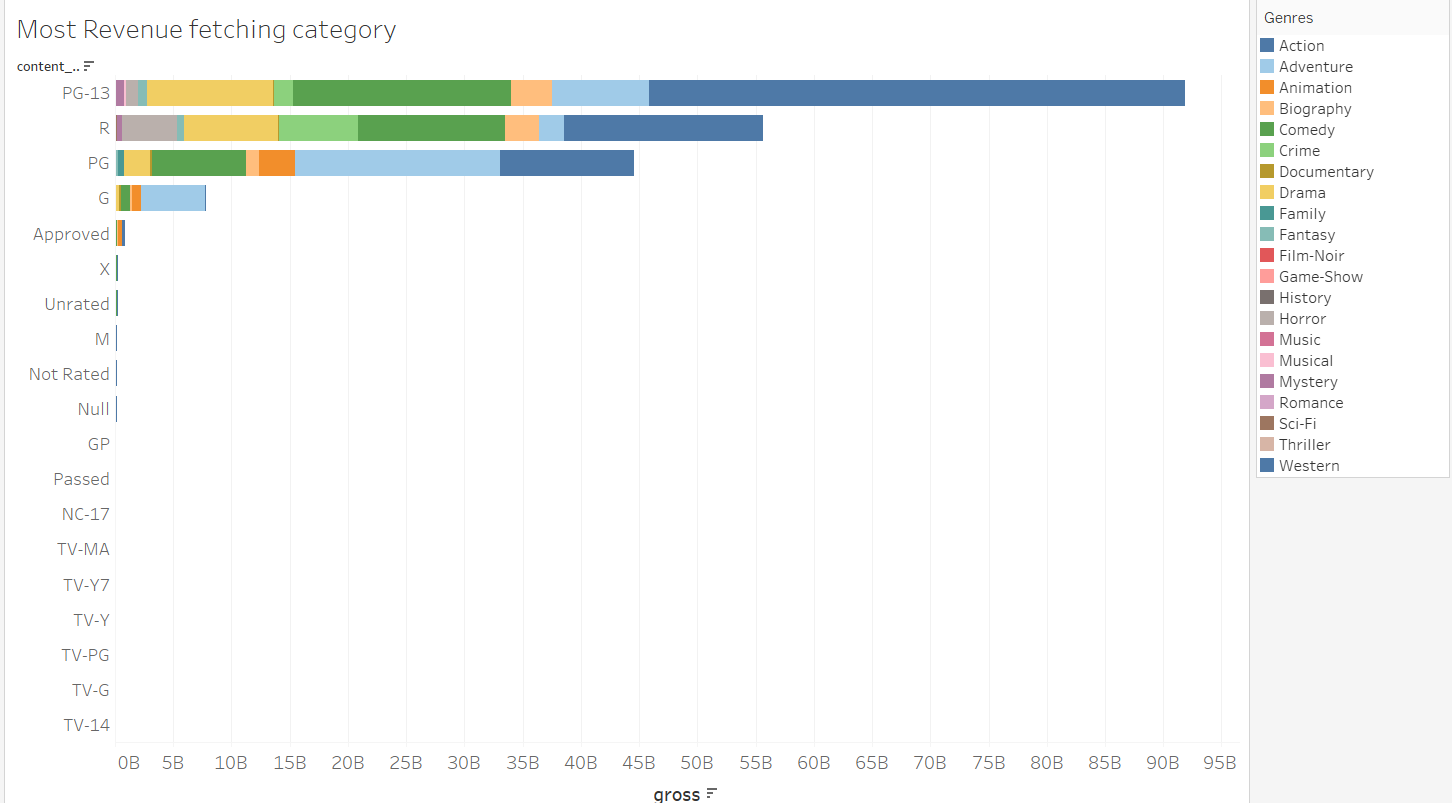 Most Revenue fetching category
content_..
PG-13
R
PG
G
Approved
X
Unrated
M
Not Rated
Null
GP
Passed
NC-17
TV-MA
TV-Y7
TV-Y
TV-PG
TV-G
TV-14
0B 5B 10B 15B 20B 25B 30B 35B 40B 45B 50B 55B 60B 65B 70B 75B 80B 85B 90B 95B
gross
Genres
Action
Adventure
Animation
Biography
Comedy
Crime
Documentary
Drama
Family
Fantasy
Film-Noir
Game-Show
History
Horror
Music
Musical
Mystery
Romance
Sci-Fi
Thriller
Western